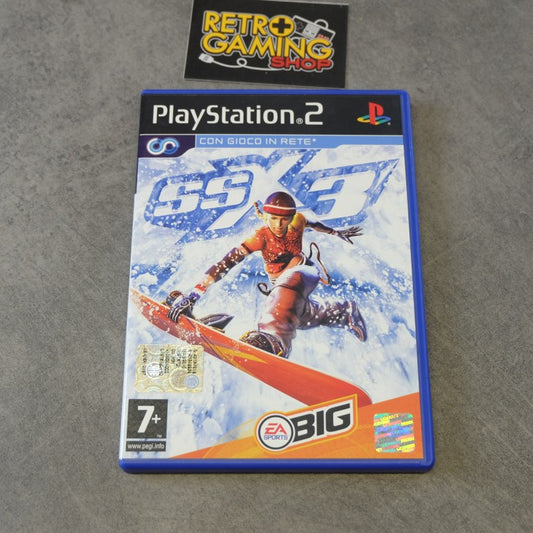 RETRO
GAMING
SHOP
PlayStation®2
CON GIOCO IN RETE*
SSX3
7+
www.pegi.info
EA
SPORTS
BIG